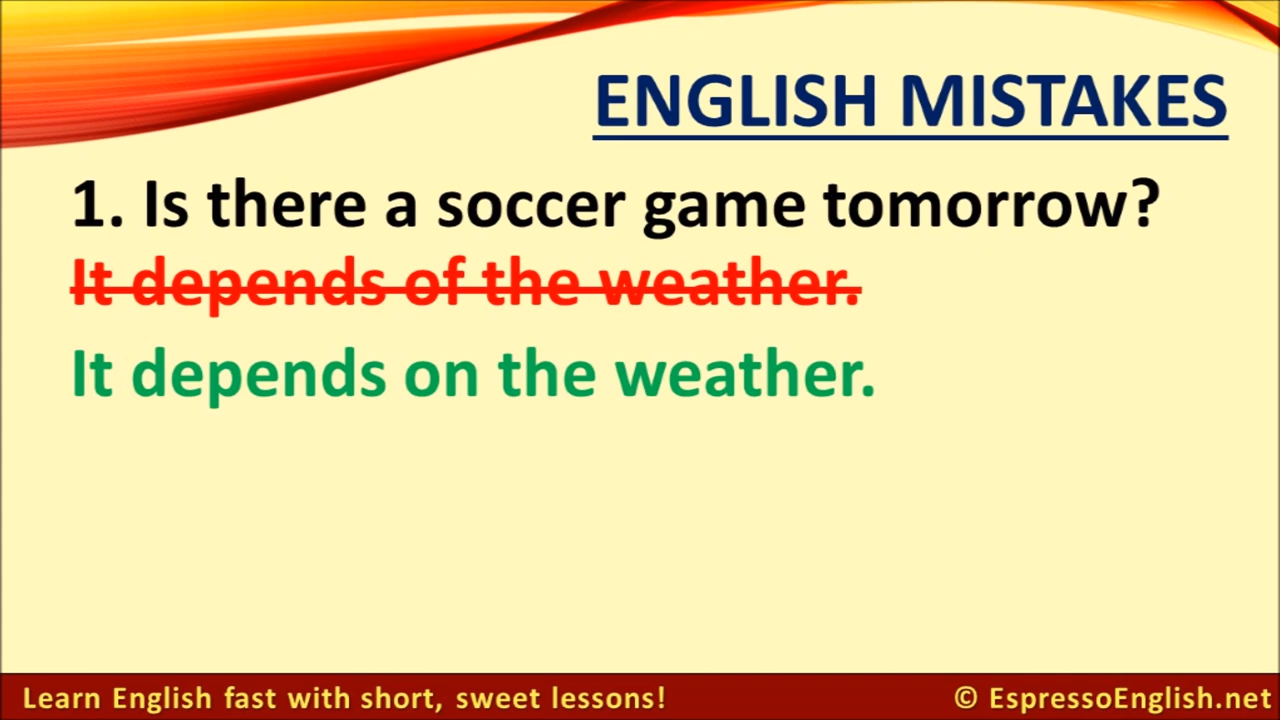 ENGLISH MISTAKES
1. Is there a soccer game tomorrow?
It depends of the weather.
It depends on the weather.
Learn English fast with short, sweet lessons!
© EspressoEnglish.net